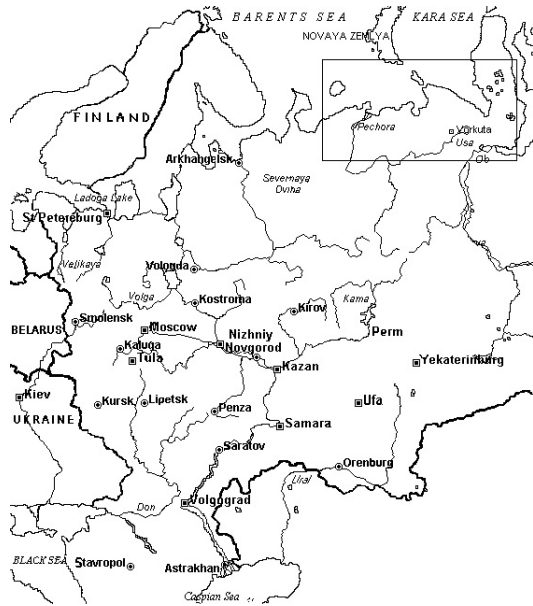 BARENTS SEA
KARA SEA
NOVAYA ZEMLYA
FINLAND
Pechora
Vorkuta
Usa
Ob
Arkhangelsk
Severnaya
Dvina
Ladoga Lake
St Petersburg
Velikaya
Vologda
Volga
Kostroma
Kama
Kirov
BELARUS
Smolensk
Moscow
Nizhniy
Novgorod
Perm
Kaluga
Tula
Kazan
Yekaterinburg
Kiev
UKRAINE
Kursk
Lipetsk
Penza
Ufa
Samara
Saratov
Orenburg
Ural
Don
Volgograd
BLACK SEA
Stavropol
Astrakhan
Caspian Sea